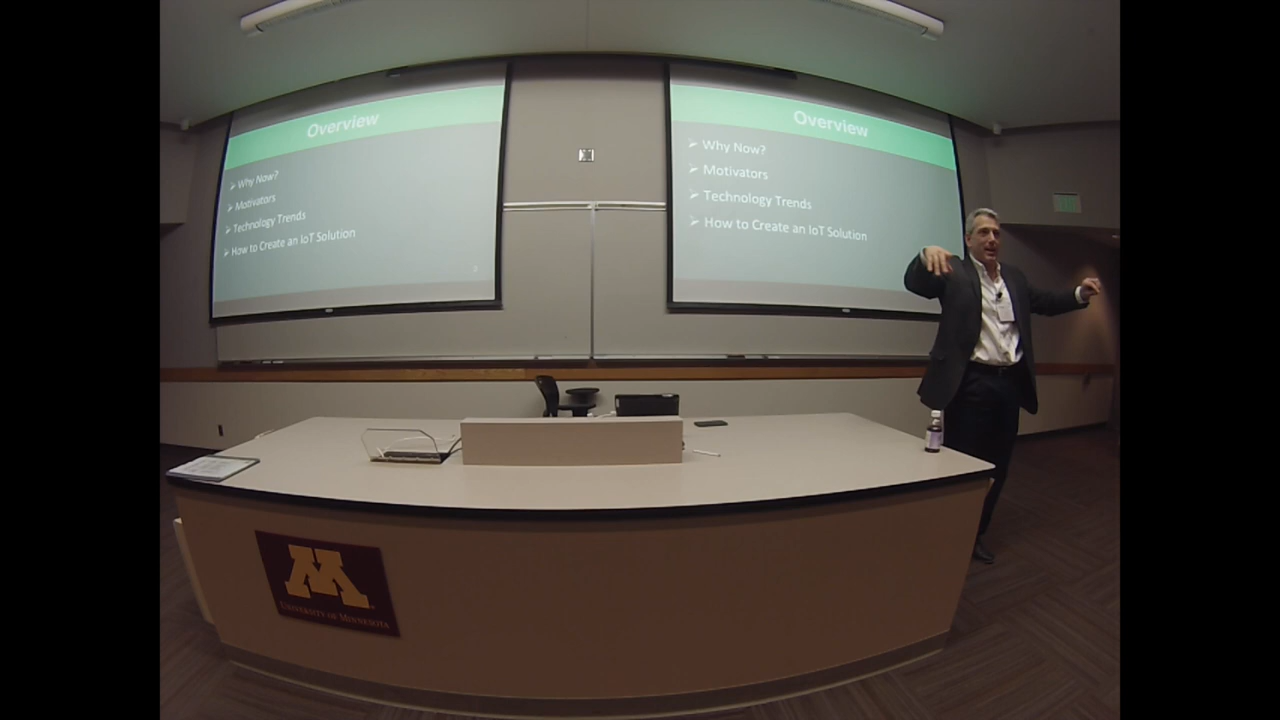 Overview
➢ Why Now?
➢ Motivators
➢ Technology Trends
➢ How to Create an IoT Solution
Overview
➢ Why Now?
➢ Motivators
➢ Technology Trends
➢ How to Create an IoT Solution
M
UNIVERSITY OF MINNESOTA